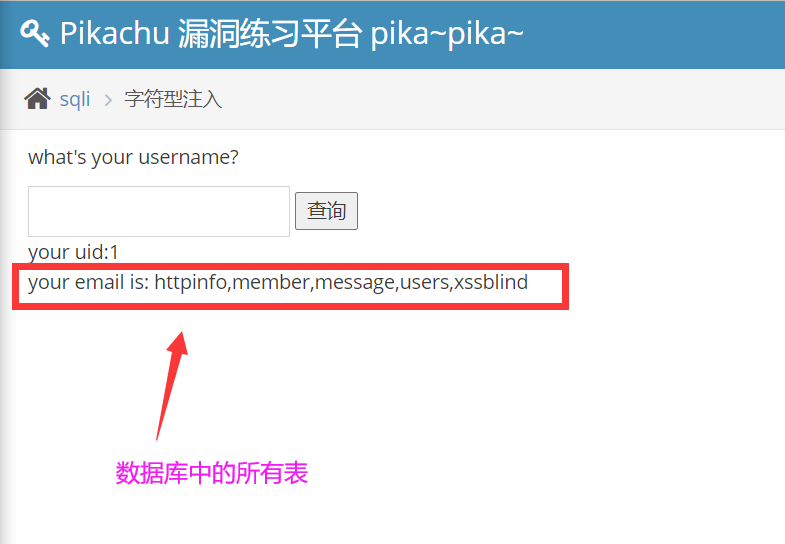 Pikachu 漏洞练习平台 pika~pika~
sqli > 字符型注入
what's your username?
查询
your uid:1
your email is: httpinfo,member,message,users,xssblind
数据库中的所有表